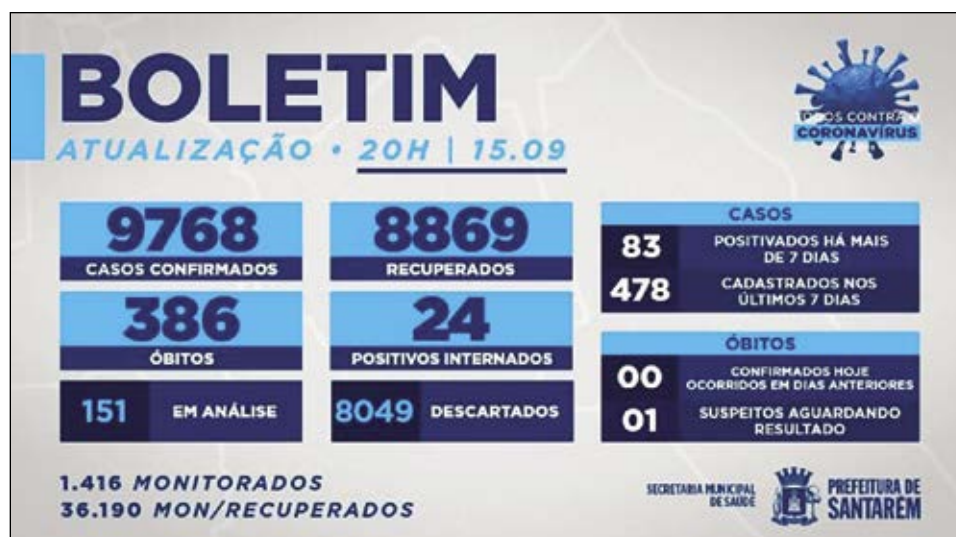 BOLETIM
ATUALIZAÇÃO • 20H | 15.09
TODOS CONTRA O
CORONAVÍRUS
9768
CASOS CONFIRMADOS
8869
RECUPERADOS
386
ÓBITOS
24
POSITIVOS INTERNADOS
151 EM ANÁLISE
8049 DESCARTADOS
CASOS
83 POSITIVADOS HÁ MAIS
DE 7 DIAS
478 CADASTRADOS NOS
ÚLTIMOS 7 DIAS
ÓBITOS
00 CONFIRMADOS HOJE
OCORRIDOS EM DIAS ANTERIORES
01 SUSPEITOS AGUARDANDO
RESULTADO
1.416 MONITORADOS
36.190 MON/RECUPERADOS
SECRETARIA MUNICIPAL
DE SAÚDE
PREFEITURA DE
SANTARÉM